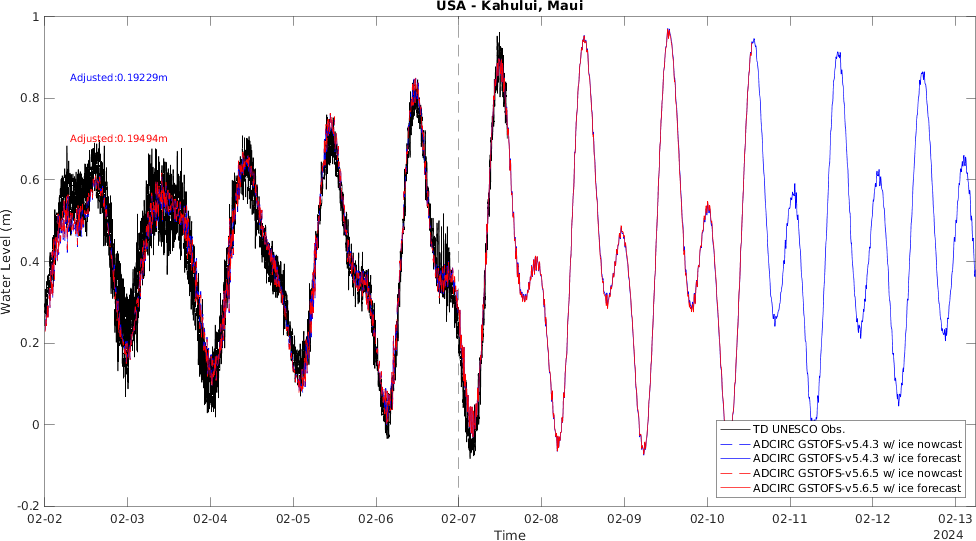 USA - Kahului, Maui
1
0.8
0.6
0.4
0.2
0
-0.2
Water Level (m)
Adjusted:0.19229m
Adjusted:0.19494m
TD UNESCO Obs.
ADCIRC GSTOFS-v5.4.3 w/ ice nowcast
ADCIRC GSTOFS-v5.4.3 w/ ice forecast
ADCIRC GSTOFS-v5.6.5 w/ ice nowcast
ADCIRC GSTOFS-v5.6.5 w/ ice forecast
02-02 02-03 02-04 02-05 02-06 02-07 02-08 02-09 02-10 02-11 02-12 02-13
Time
2024